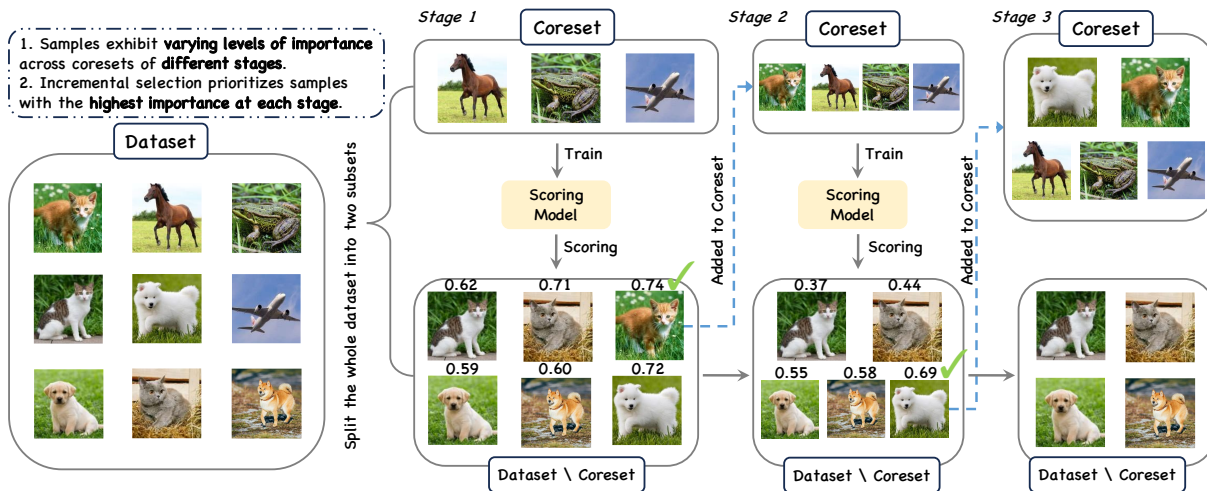 1. Samples exhibit varying levels of importance
across coresets of different stages.
2. Incremental selection prioritizes samples
with the highest importance at each stage.
Dataset
Split the whole dataset into two subsets
Stage 1
Coreset
Train
Scoring
Model
Scoring
0.62 0.71 0.74
0.59 0.60 0.72
Dataset \ Coreset
Added to Coreset
Stage 2
Coreset
Train
Scoring
Model
Scoring
0.37 0.44
0.55 0.58 0.69
Dataset \ Coreset
Added to Coreset
Stage 3
Coreset
Dataset \ Coreset